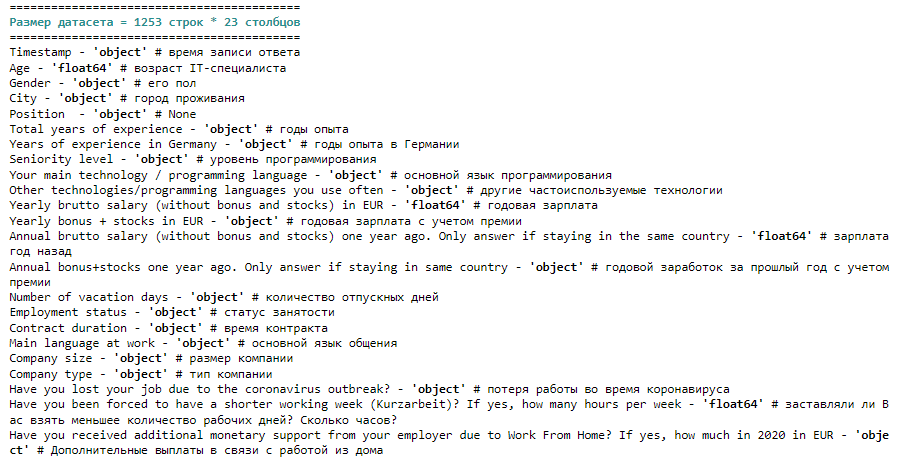 ==========================================
Размер датасета = 1253 строк * 23 столбцов
==========================================
Timestamp - 'object' # время записи ответа
Age - 'float64' # возраст IT-специалиста
Gender - 'object' # его пол
City - 'object' # город проживания
Position  - 'object' # None
Total years of experience - 'object' # годы опыта
Years of experience in Germany - 'object' # годы опыта в Германии
Seniority level - 'object' # уровень программирования
Your main technology / programming language - 'object' # основной язык программирования
Other technologies/programming languages you use often - 'object' # другие частоиспользуемые технологии
Yearly brutto salary (without bonus and stocks) in EUR - 'float64' # годовая зарплата
Yearly bonus + stocks in EUR - 'object' # годовая зарплата с учетом премии
Annual brutto salary (without bonus and stocks) one year ago. Only answer if staying in the same country - 'float64' # зарплата
год назад
Annual bonus+stocks one year ago. Only answer if staying in same country - 'object' # годовой заработок за прошлый год с учетом
премии
Number of vacation days - 'object' # количество отпускных дней
Employment status - 'object' # статус занятости
Contract duration - 'object' # время контракта
Main language at work - 'object' # основной язык общения
Company size - 'object' # размер компании
Company type - 'object' # тип компании
Have you lost your job due to the coronavirus outbreak? - 'object' # потеря работы во время коронавируса
Have you been forced to have a shorter working week (Kurzarbeit)? If yes, how many hours per week - 'float64' # заставляли ли В
ас взять меньшее количество рабочих дней? Сколько часов?
Have you received additional monetary support from your employer due to Work From Home? If yes, how much in 2020 in EUR - 'obje
ct' # Дополнительные выплаты в связи с работой из дома